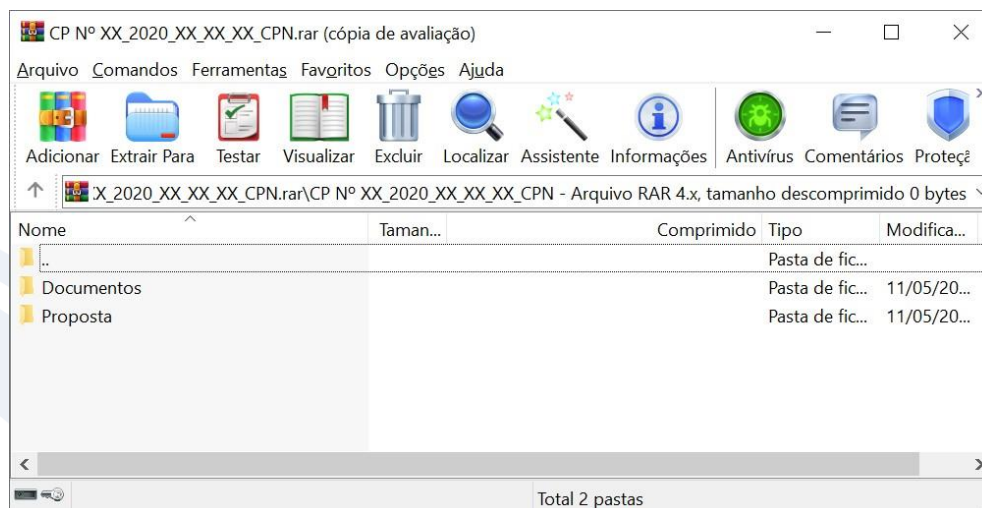 CP Nº XX_2020_XX_XX_XX_CPN.rar (cópia de avaliação)
Arquivo Comandos Ferramentas Favoritos Opções Ajuda
Adicionar Extrair Para Testar Visualizar Excluir Localizar Assistente Informações Antivírus Comentários Proteçã
.X_2020_XX_XX_XX_CPN.rar\CP Nº XX_2020_XX_XX_XX_CPN - Arquivo RAR 4.x, tamanho descomprimido 0 bytes
Nome Taman... Comprimido Tipo Modifica...
.. Pasta de fic...
Documentos Pasta de fic... 11/05/20...
Proposta Pasta de fic... 11/05/20...
Total 2 pastas